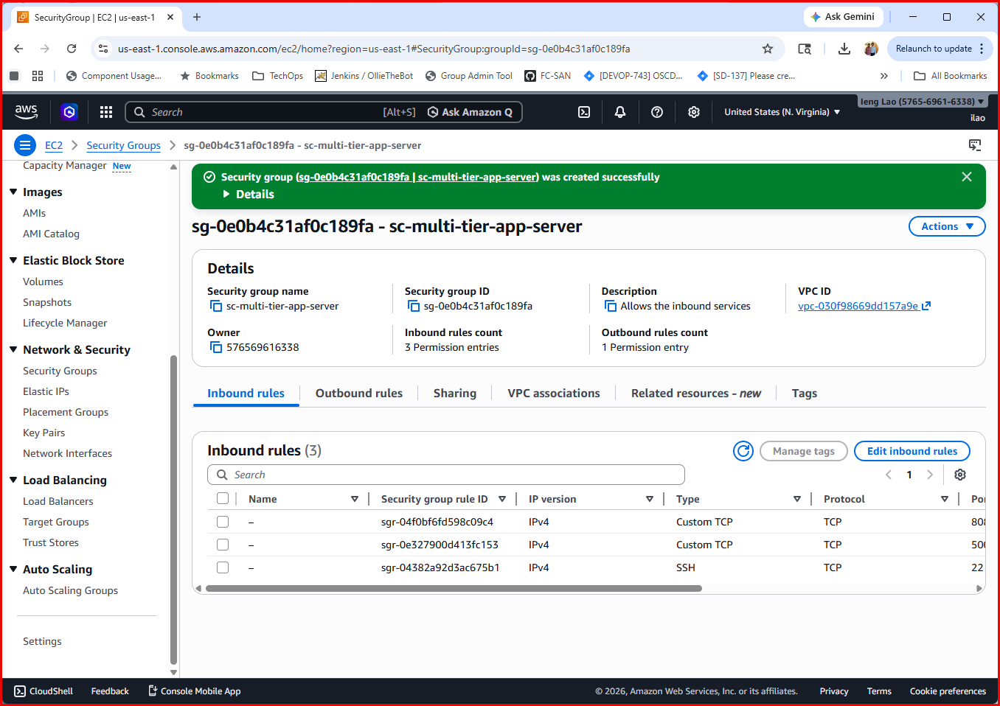 SecurityGroup | EC2 | us-east-1
Ask Gemini
us-east-1.console.aws.amazon.com/ec2/home?region=us-east-1#SecurityGroup:groupId=sg-0e0b4c31af0c189fa
Relaunch to update
Component Usage...
Bookmarks
TechOps
Jenkins / OllieTheBot
Group Admin Tool
FC-SAN
[DEVOP-743] OSCD...
[SD-137] Please cre...
All Bookmarks
aws
Search
[Alt+S]
Ask Amazon Q
United States (N. Virginia)
Ieng Lao (5765-6961-6338)
ilao
EC2
Security Groups
sg-0e0b4c31af0c189fa - sc-multi-tier-app-server
Capacity Manager New
Images
AMIs
AMI Catalog
Elastic Block Store
Volumes
Snapshots
Lifecycle Manager
Network & Security
Security Groups
Elastic IPs
Placement Groups
Key Pairs
Network Interfaces
Load Balancing
Load Balancers
Target Groups
Trust Stores
Auto Scaling
Auto Scaling Groups
Settings
Security group (sg-0e0b4c31af0c189fa | sc-multi-tier-app-server) was created successfully
Details
sg-0e0b4c31af0c189fa - sc-multi-tier-app-server
Actions
Details
Security group name
sc-multi-tier-app-server
Security group ID
sg-0e0b4c31af0c189fa
Description
Allows the inbound services
VPC ID
vpc-030f98669dd157a9e
Owner
576569616338
Inbound rules count
3 Permission entries
Outbound rules count
1 Permission entry
Inbound rules
Outbound rules
Sharing
VPC associations
Related resources - new
Tags
Inbound rules (3)
Manage tags
Edit inbound rules
Search
1
Name
Security group rule ID
IP version
Type
Protocol
– sgr-04f0bf6fd598c09c4 IPv4 Custom TCP TCP
– sgr-0e327900d413fc153 IPv4 Custom TCP TCP
– sgr-04382a92d3ac675b1 IPv4 SSH TCP 22
CloudShell
Feedback
Console Mobile App
© 2026, Amazon Web Services, Inc. or its affiliates.
Privacy
Terms
Cookie preferences